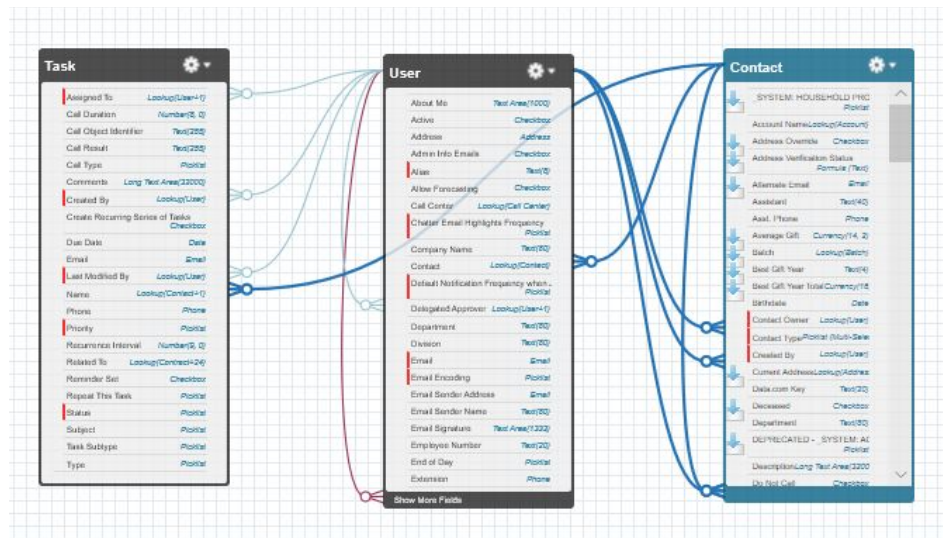 Task
Assigned To Lookup(User+1)
Call Duration Number(8, 0)
Call Object Identifier Text(255)
Call Result Text(255)
Call Type Picklist
Comments Long Text Area(32000)
Created By Lookup(User)
Create Recurring Series of Tasks
Checkbox
Due Date Date
Email Email
Last Modified By Lookup(User)
Name Lookup(Contact+1)
Phone Phone
Priority Picklist
Recurrence Interval Number(9, 0)
Related To Lookup(Contract+24)
Reminder Set Checkbox
Repeat This Task Picklist
Status Picklist
Subject Picklist
Task Subtype Picklist
Type Picklist
User
About Me Text Area(1000)
Active Checkbox
Address Address
Admin Info Emails Checkbox
Alias Text(8)
Allow Forecasting Checkbox
Call Center Lookup(Call Center)
Chatter Email Highlights Frequency
Picklist
Company Name Text(80)
Contact Lookup(Contact)
Default Notification Frequency when...
Picklist
Delegated Approver Lookup(User+1)
Department Text(80)
Division Text(80)
Email Email
Email Encoding Picklist
Email Sender Address Email
Email Sender Name Text(80)
Email Signature Text Area(1333)
Employee Number Text(20)
End of Day Picklist
Extension Phone
Show More Fields
Contact
_SYSTEM: HOUSEHOLD PRO
Picklist
Account Name Lookup(Account)
Address Override Checkbox
Address Verification Status
Formula (Text)
Alternate Email Email
Assistant Text(40)
Asst. Phone Phone
Average Gift Currency(14, 2)
Batch Lookup(Batch)
Best Gift Year Text(4)
Best Gift Year Total Currency(16
Birthdate Date
Contact Owner Lookup(User)
Contact Type Picklist (Multi-Sele
Created By Lookup(User)
Current Address Lookup(Addres
Data.com Key Text(20)
Deceased Checkbox
Department Text(80)
DEPRECATED - _SYSTEM: AC
Picklist
Description Long Text Area(3200
Do Not Call Checkbox